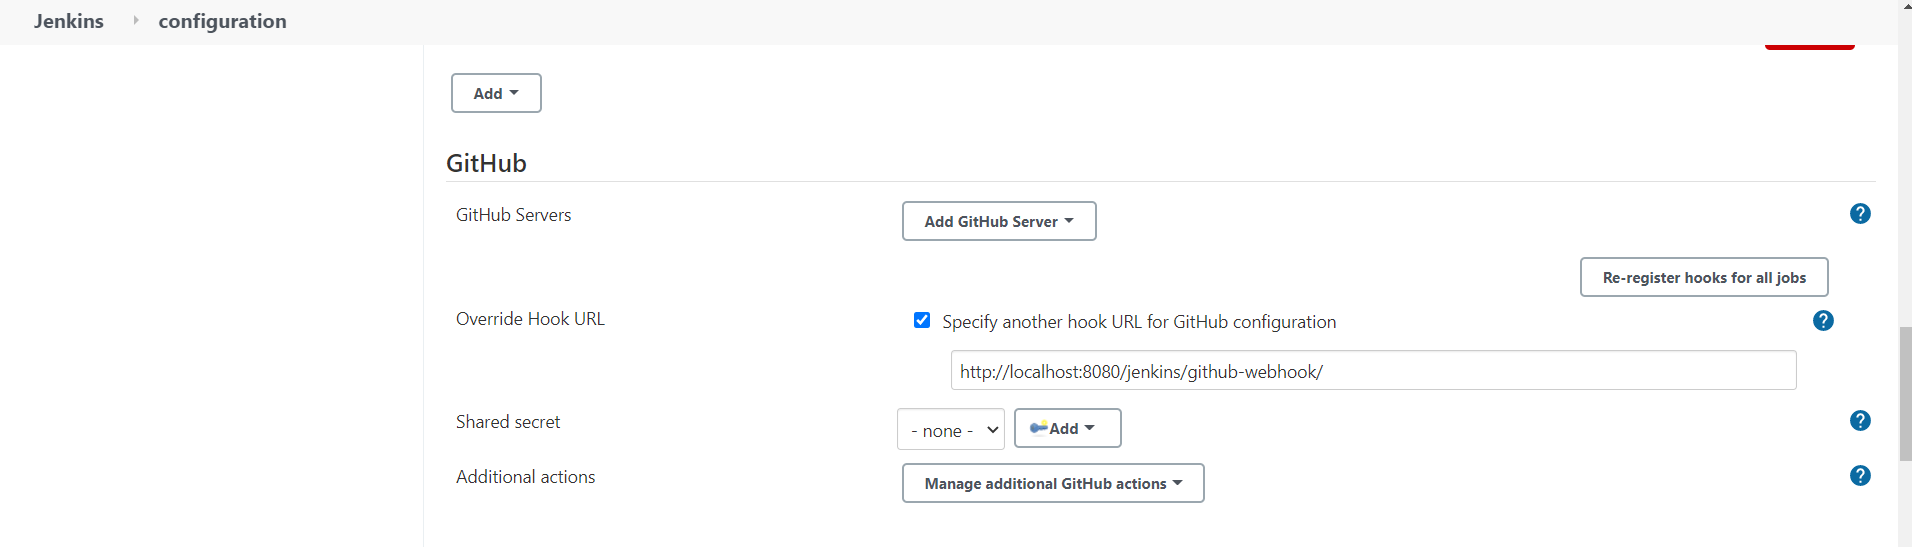 Jenkins configuration
Add
GitHub
GitHub Servers Add GitHub Server ?
Re-register hooks for all jobs
Override Hook URL Specify another hook URL for GitHub configuration ?
http://localhost:8080/jenkins/github-webhook/
Shared secret - none - Add ?
Additional actions Manage additional GitHub actions ?